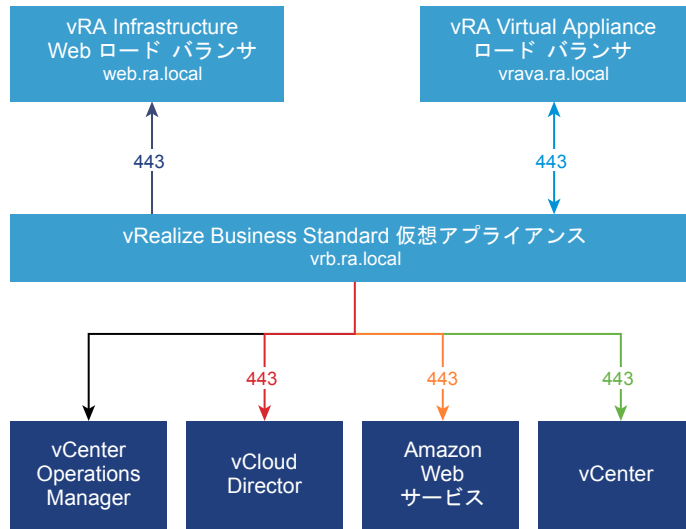 vRA Infrastructure
Web ロード バランサ
web.ra.local
vRA Virtual Appliance
ロード バランサ
vrava.ra.local
443
443
vRealize Business Standard 仮想アプライアンス
vrb.ra.local
443
443
443
vCenter
Operations
Manager
vCloud
Director
Amazon
Web
サービス
vCenter